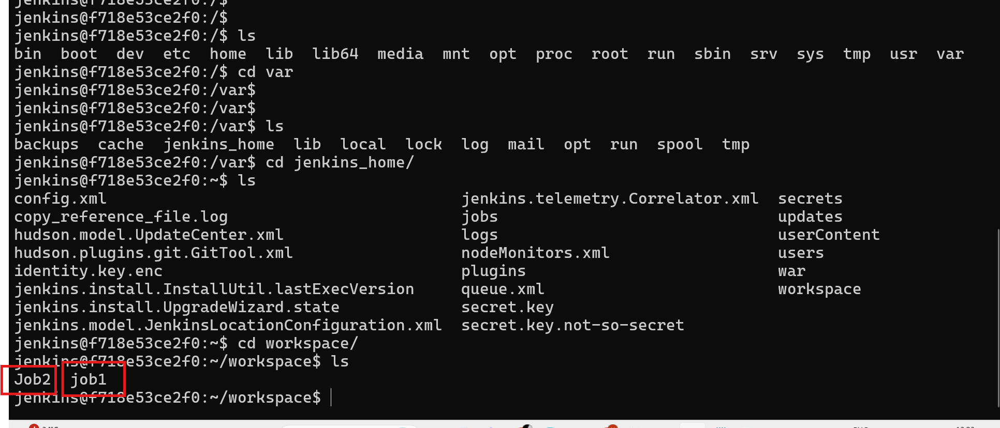 jenkins@f718e53ce2f0:/$
jenkins@f718e53ce2f0:/$
jenkins@f718e53ce2f0:/$ ls
bin  boot  dev  etc  home  lib  lib64  media  mnt  opt  proc  root  run  sbin  srv  sys  tmp  usr  var
jenkins@f718e53ce2f0:/$ cd var
jenkins@f718e53ce2f0:/var$
jenkins@f718e53ce2f0:/var$
jenkins@f718e53ce2f0:/var$ ls
backups  cache  jenkins_home  lib  local  lock  log  mail  opt  run  spool  tmp
jenkins@f718e53ce2f0:/var$ cd jenkins_home/
jenkins@f718e53ce2f0:~$ ls
config.xml  jenkins.telemetry.Correlator.xml  secrets
copy_reference_file.log  jobs  updates
hudson.model.UpdateCenter.xml  logs  userContent
hudson.plugins.git.GitTool.xml  nodeMonitors.xml  users
identity.key.enc  plugins  war
jenkins.install.InstallUtil.lastExecVersion  queue.xml  workspace
jenkins.install.UpgradeWizard.state  secret.key
jenkins.model.JenkinsLocationConfiguration.xml  secret.key.not-so-secret
jenkins@f718e53ce2f0:~$ cd workspace/
jenkins@f718e53ce2f0:~/workspace$ ls
Job2  job1
jenkins@f718e53ce2f0:~/workspace$